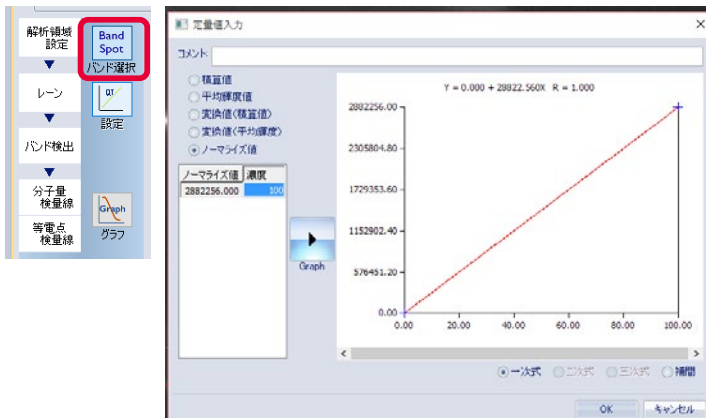 解析領域
設定
Band
Spot
バンド選択
レーン
QT
設定
バンド検出
分子量
検量線
Graph
グラフ
等電点
検量線
定量値入力
コメント
積算値
平均輝度値
変換値(積算値)
変換値(平均輝度)
ノーマライズ値
ノーマライズ値 濃度
2882256.000 100
Graph
Y = 0.000 + 28822.560X R = 1.000
2882256.00
2305804.80
1729353.60
1152902.40
576451.20
0.00
0.00 20.00 40.00 60.00 80.00 100.00
一次式 二次式 三次式 補間
OK キャンセル